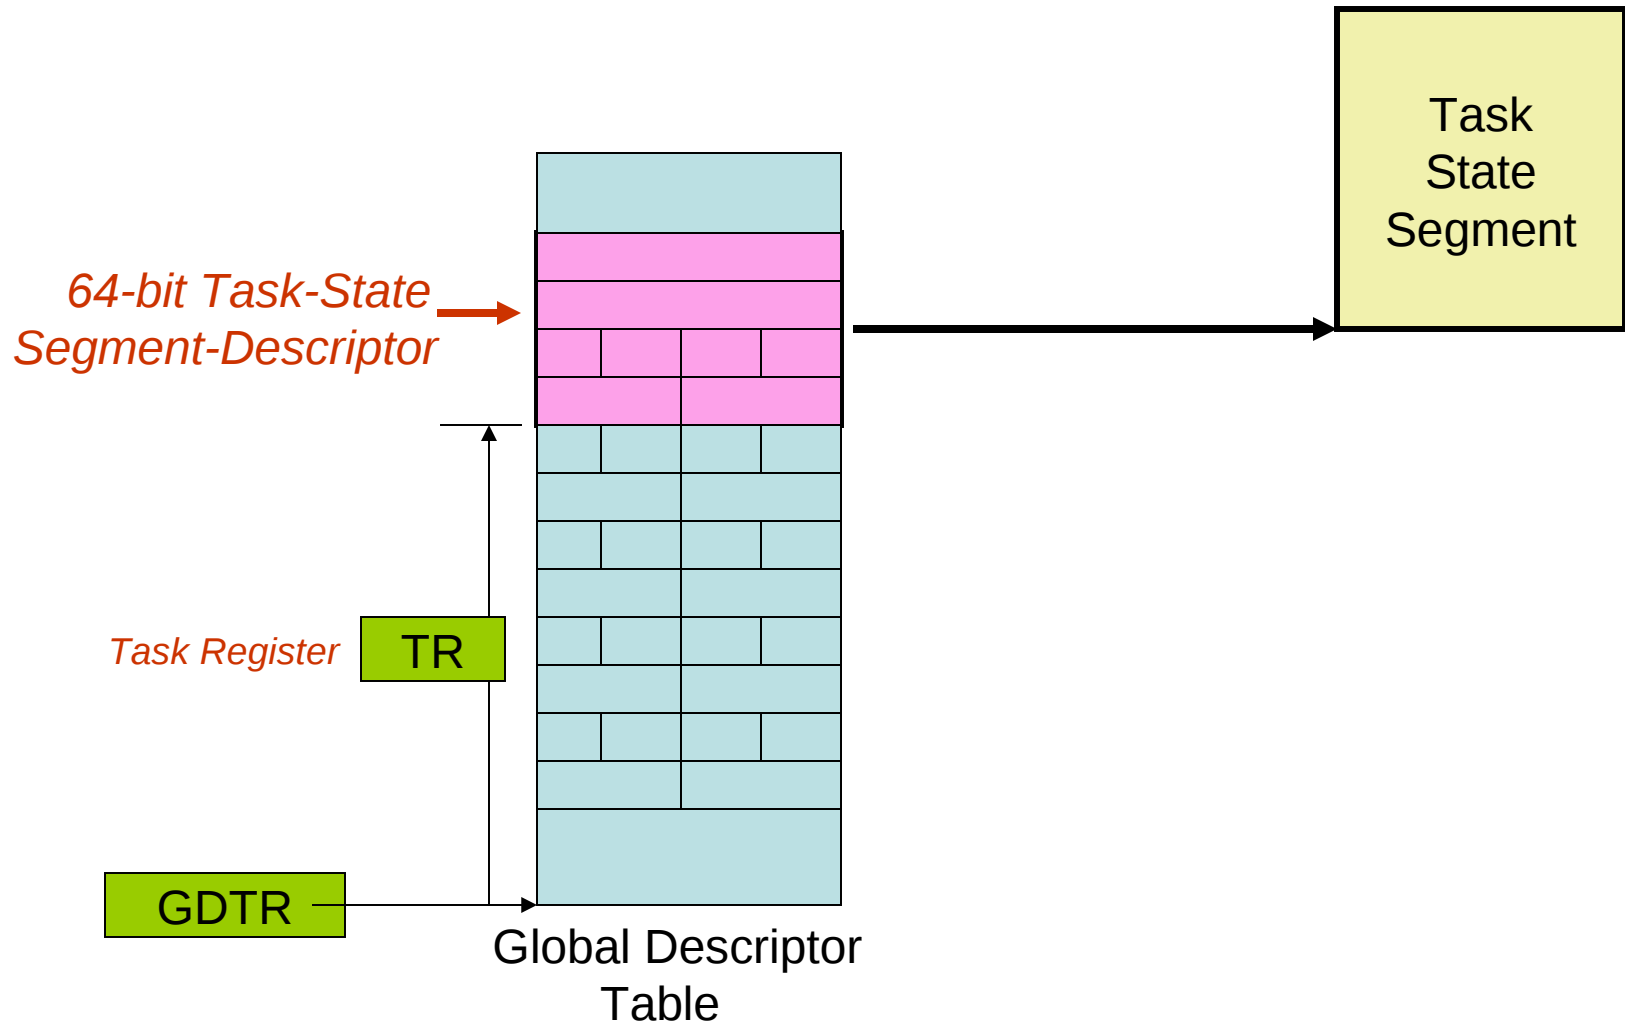 Task
State
Segment
64-bit Task-State
Segment-Descriptor
Task Register
TR
GDTR
Global Descriptor
Table